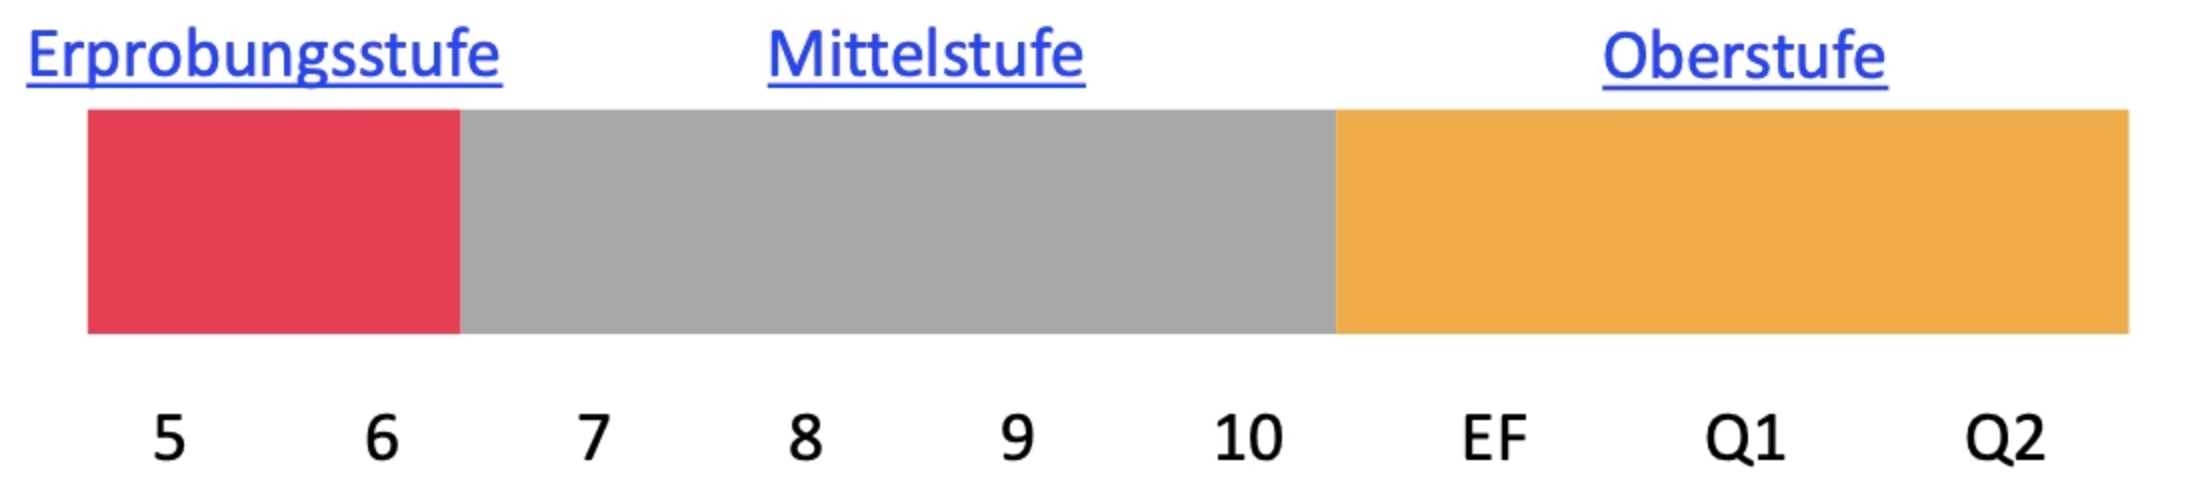 Erprobungsstufe Mittelstufe Oberstufe
5 6 7 8 9 10 EF Q1 Q2